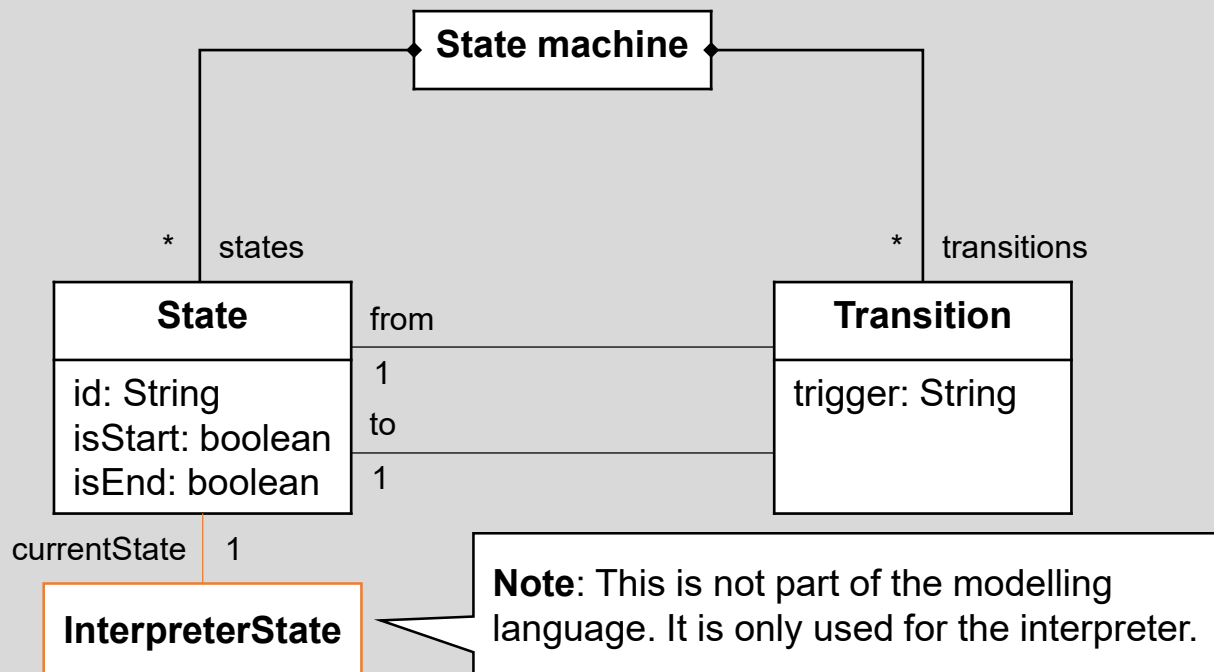 State machine
* states
* transitions
State
from
Transition
1
id: String
trigger: String
isStart: boolean
to
isEnd: boolean
1
currentState 1
Note: This is not part of the modelling
language. It is only used for the interpreter.
InterpreterState